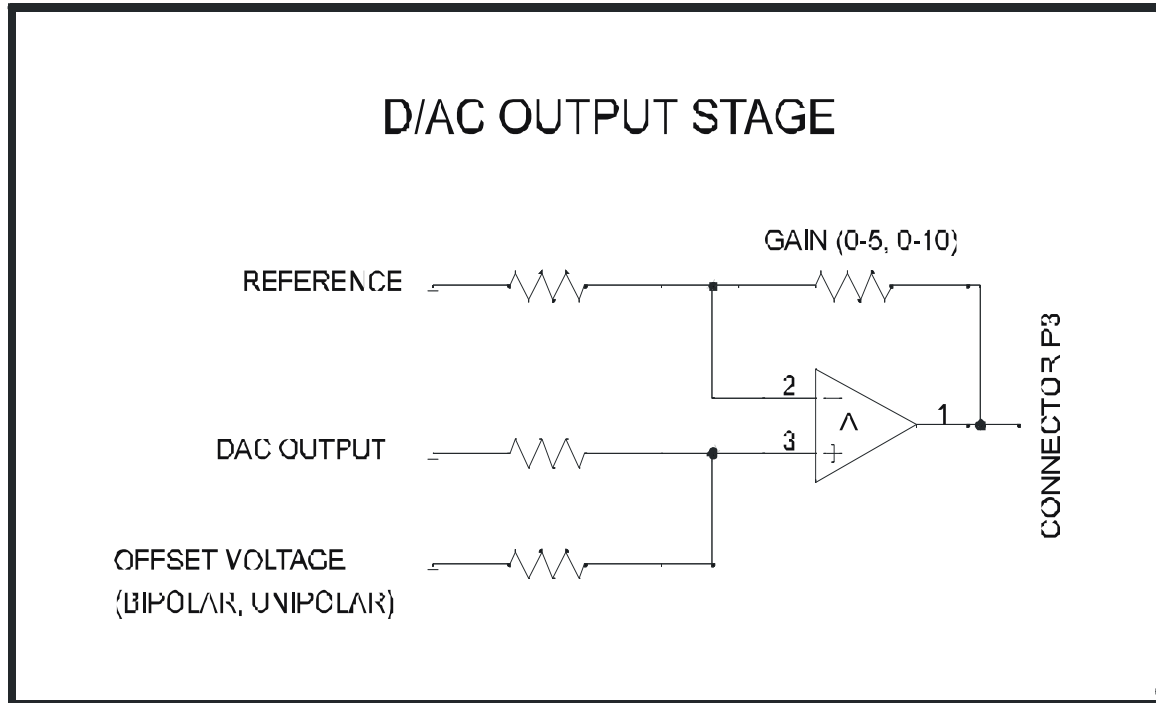 D/AC OUTPUT STAGE
GAIN (0-5, 0-10)
REFERENCE
2
1
3
DAC OUTPUT
CONNECTOR P3
OFFSET VOLTAGE
(BIPOLAR, UNIPOLAR)